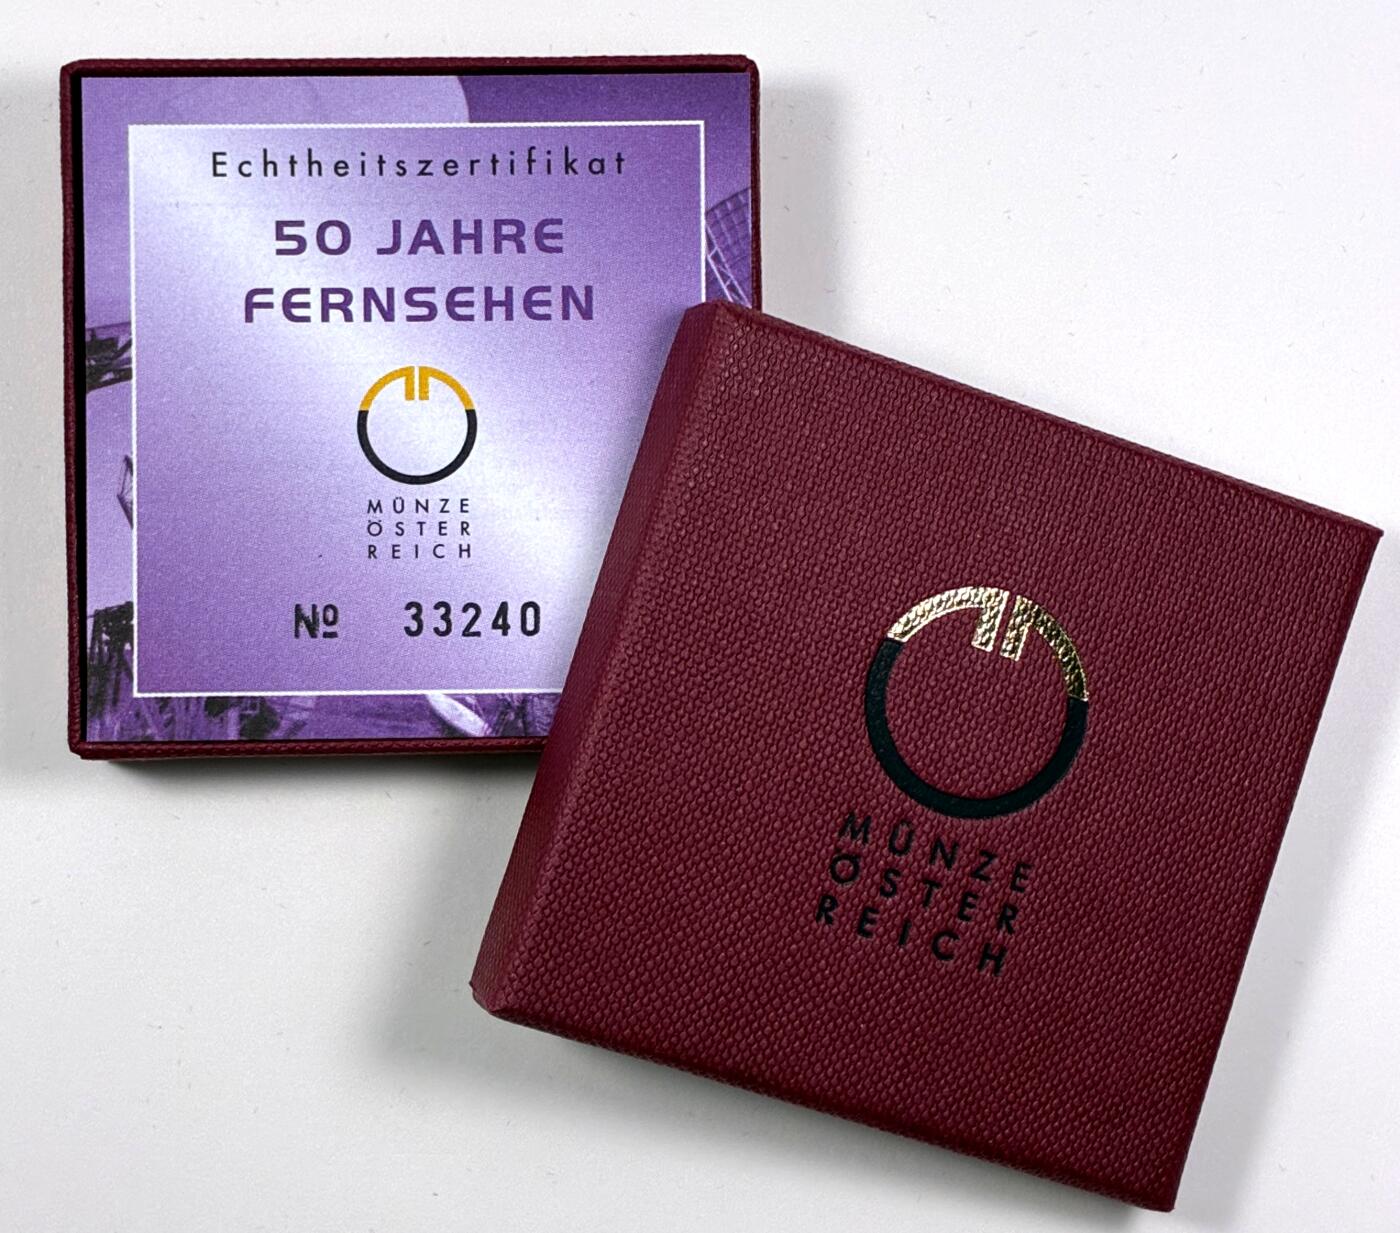 Echtheitszertifikat
50 JAHRE
FERNSEHEN
MÜNZE
ÖSTER
REICH
Nº 33240
MÜNZE
ÖSTER
REICH